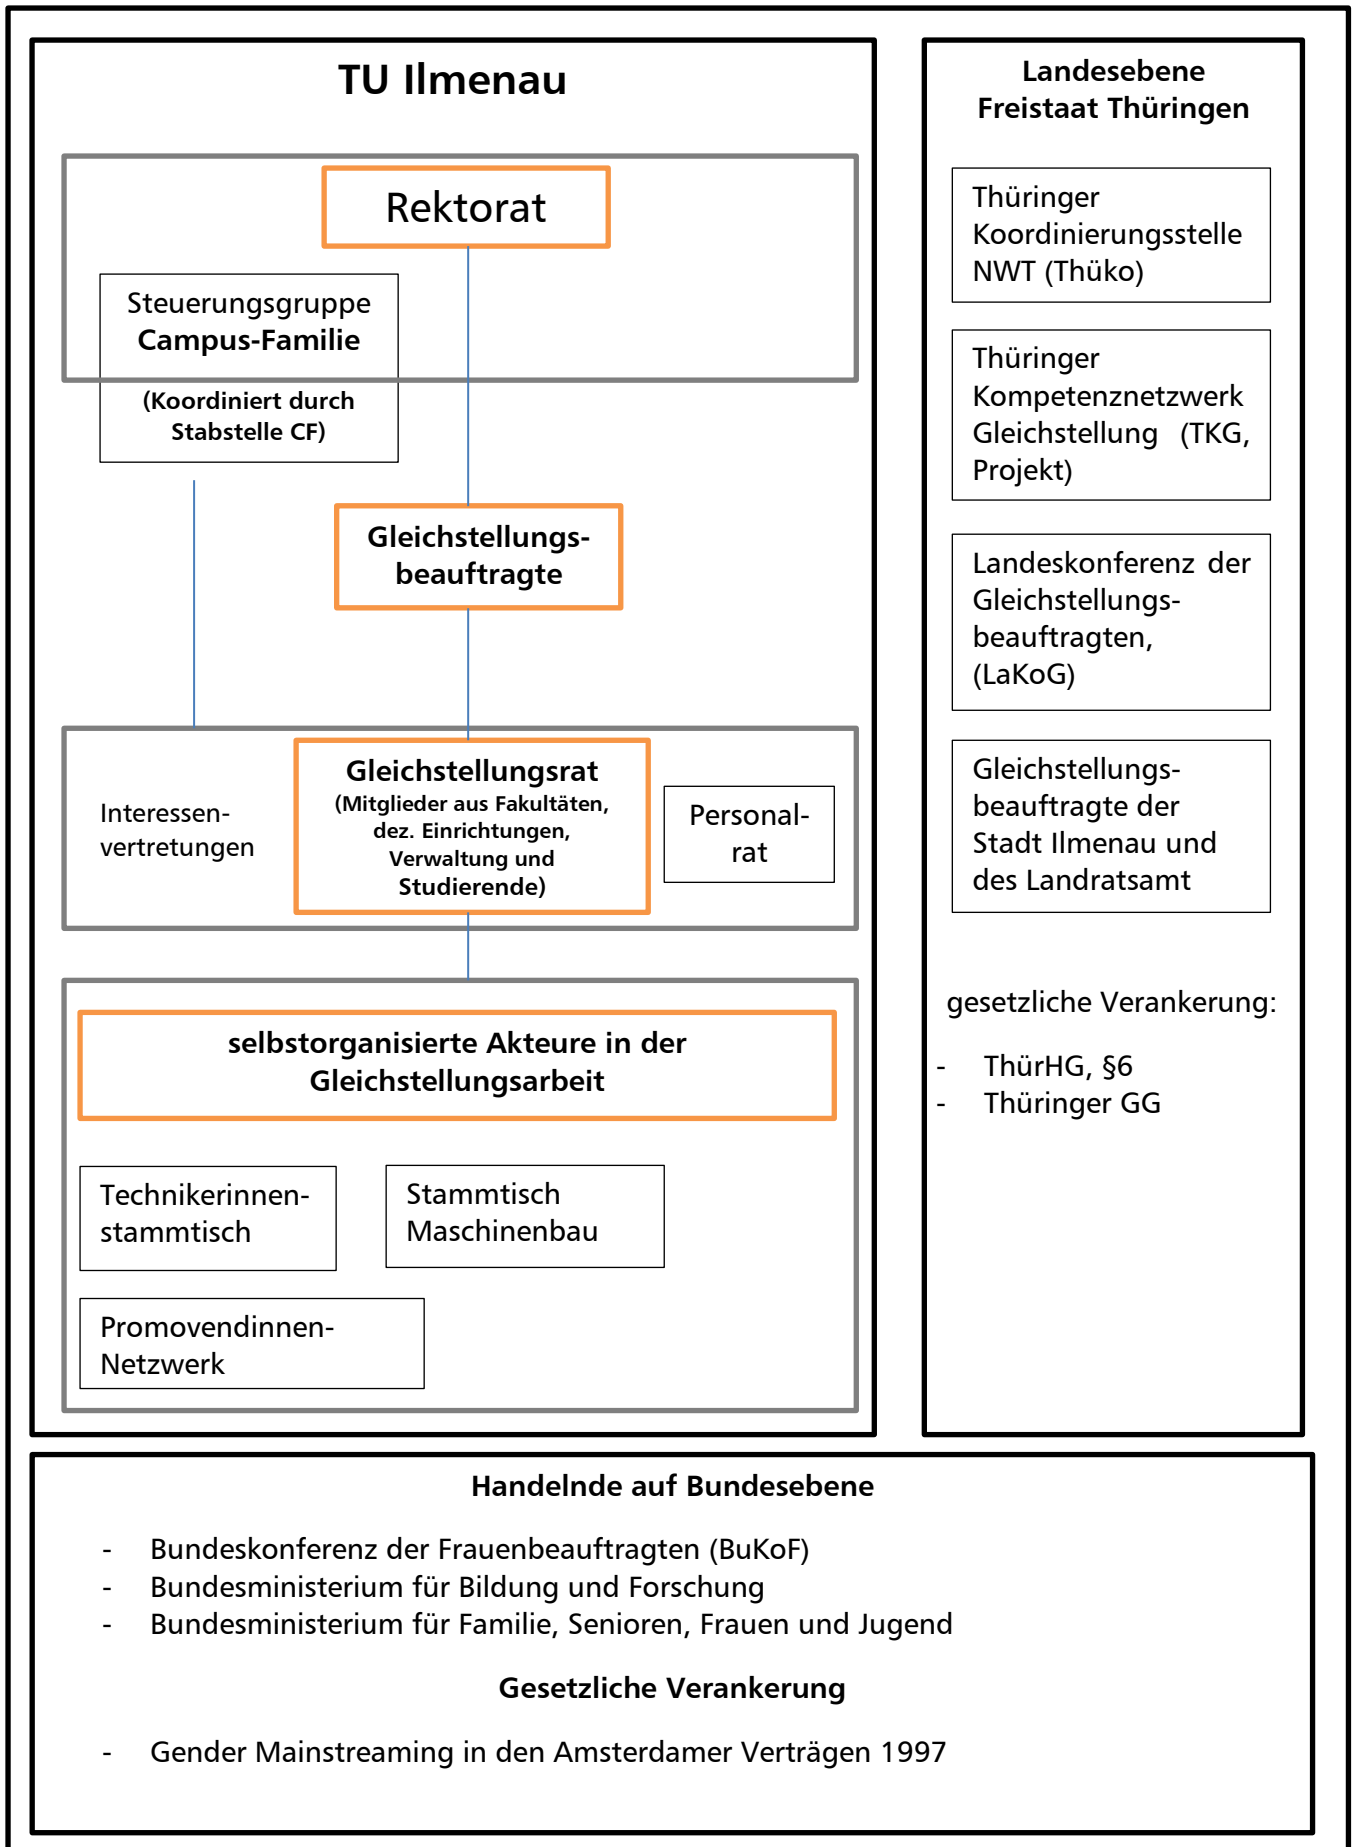 TU Ilmenau
Rektorat
Steuerungsgruppe
Campus-Familie
(Koordiniert durch
Stabstelle CF)
Gleichstellungs-
beauftragte
Interessen-
vertretungen
Gleichstellungsrat
(Mitglieder aus Fakultäten,
dez. Einrichtungen,
Verwaltung und
Studierende)
Personal-
rat
selbstorganisierte Akteure in der
Gleichstellungsarbeit
Technikerinnen-
stammtisch
Stammtisch
Maschinenbau
Promovendinnen-
Netzwerk
Landesebene
Freistaat Thüringen
Thüringer
Koordinierungsstelle
NWT (Thüko)
Thüringer
Kompetenznetzwerk
Gleichstellung (TKG,
Projekt)
Landeskonferenz der
Gleichstellungs-
beauftragten,
(LaKoG)
Gleichstellungs-
beauftragte der
Stadt Ilmenau und
des Landratsamt
gesetzliche Verankerung:
- ThürHG, §6
- Thüringer GG
Handelnde auf Bundesebene
- Bundeskonferenz der Frauenbeauftragten (BuKoF)
- Bundesministerium für Bildung und Forschung
- Bundesministerium für Familie, Senioren, Frauen und Jugend
Gesetzliche Verankerung
- Gender Mainstreaming in den Amsterdamer Verträgen 1997